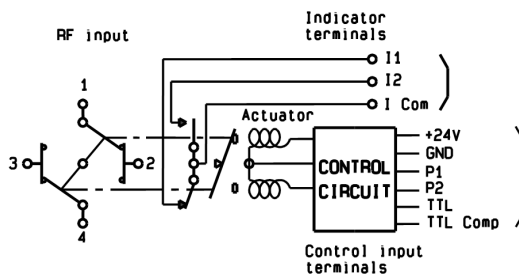 Indicator
terminals
RF input
I1
I2
I Com
1
Actuator
3
2
4
CONTROL
CIRCUIT
+24V
GND
P1
P2
TTL
TTL Comp
Control input
terminals